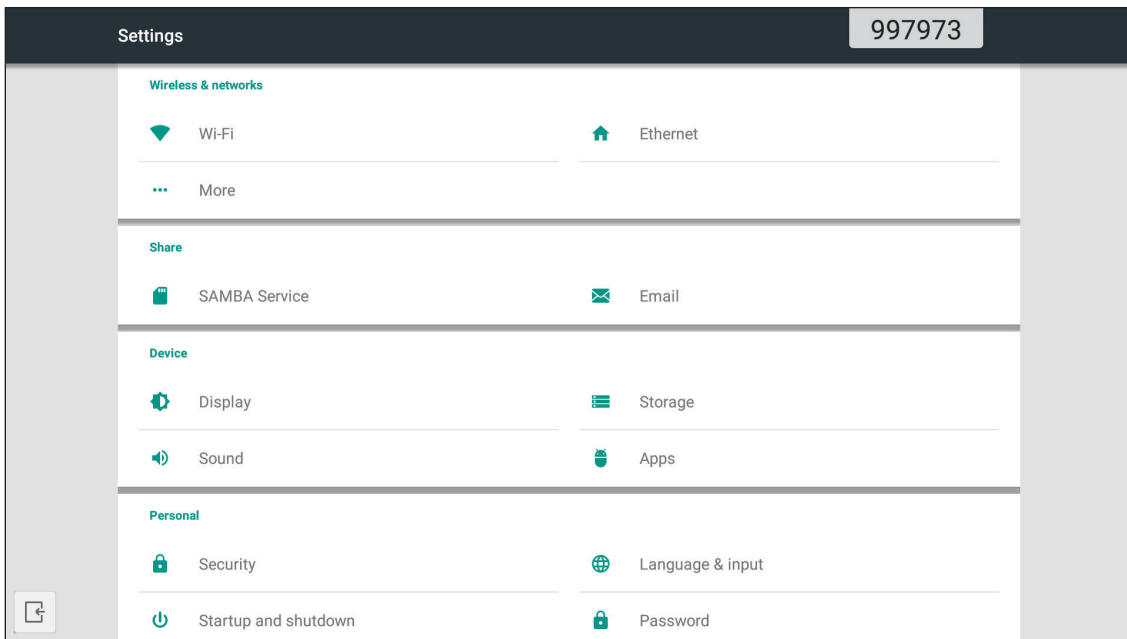 Settings
997973
Wireless & networks
Wi-Fi
Ethernet
More
Share
SAMBA Service
Email
Device
Display
Storage
Sound
Apps
Personal
Security
Language & input
Startup and shutdown
Password